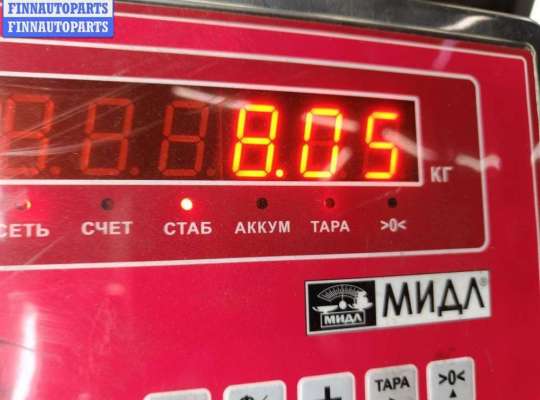 FINNAUTOPARTS
FINNAUTOPARTS
8.05
КГ
СЕТЬ СЧЕТ СТАБ АККУМ ТАРА >0<
МИДЛ МИДЛ®
ТАРА >0<
+